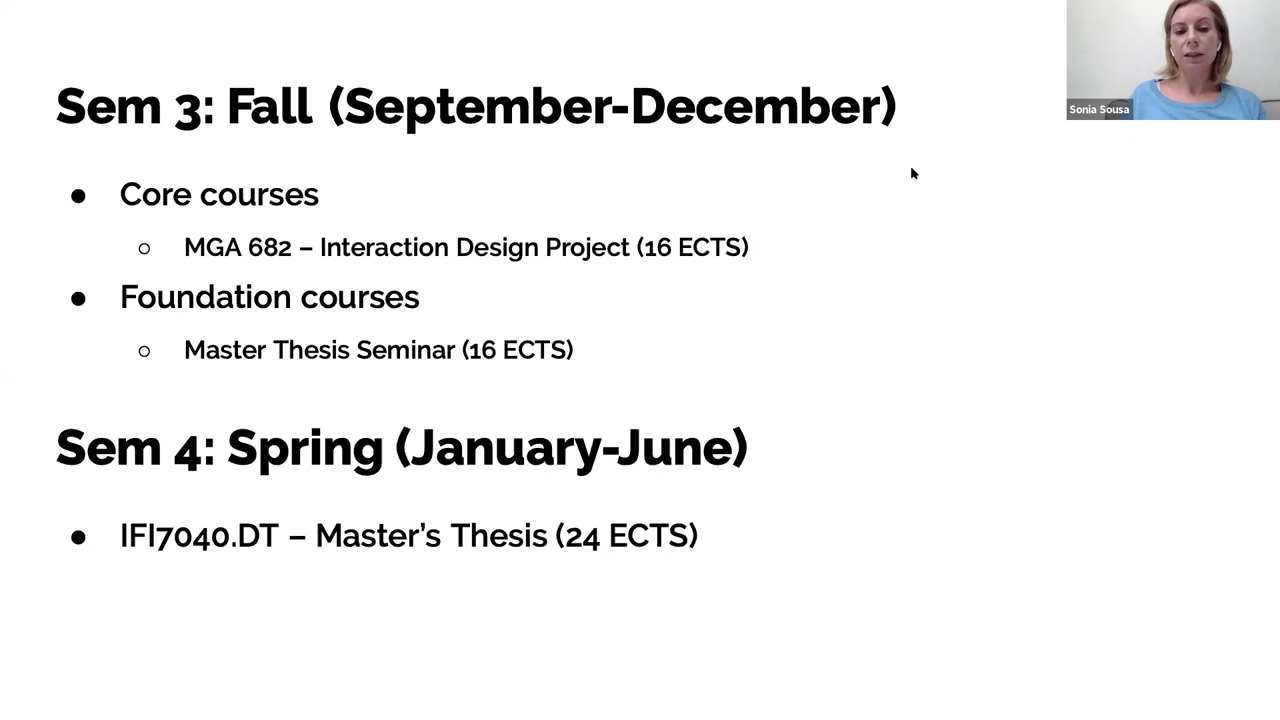 Sonia Sousa
Sem 3: Fall (September-December)
● Core courses
○ MGA 682 – Interaction Design Project (16 ECTS)
● Foundation courses
○ Master Thesis Seminar (16 ECTS)
Sem 4: Spring (January-June)
● IFI7040.DT – Master’s Thesis (24 ECTS)